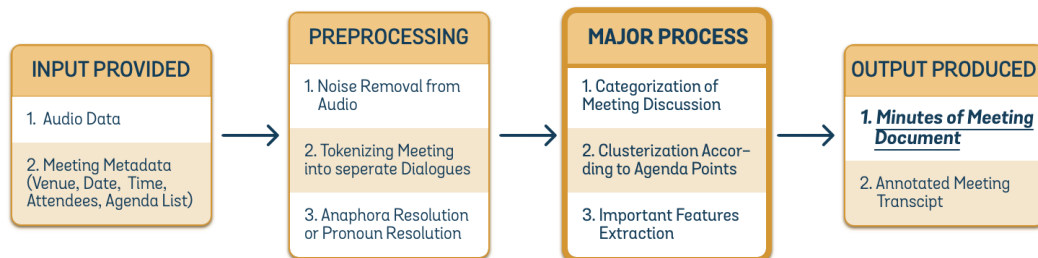 INPUT PROVIDED
1. Audio Data
2. Meeting Metadata
(Venue, Date, Time,
Attendees, Agenda List)
PREPROCESSING
1. Noise Removal from
Audio
2. Tokenizing Meeting
into seperate Dialogues
3. Anaphora Resolution
or Pronoun Resolution
MAJOR PROCESS
1. Categorization of
Meeting Discussion
2. Clusterization Accor-
ding to Agenda Points
3. Important Features
Extraction
OUTPUT PRODUCED
1. Minutes of Meeting
Document
2. Annotated Meeting
Transcipt